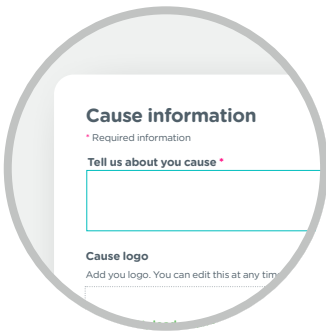 Cause information
* Required information
Tell us about you cause *
Cause logo
Add you logo. You can edit this at any time